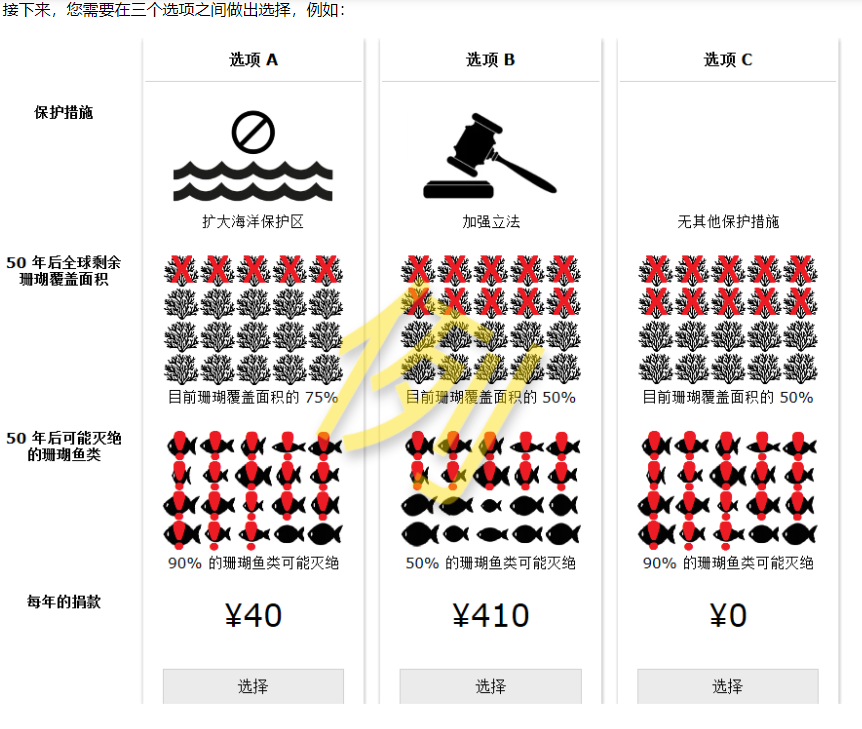 接下来，您需要在三个选项之间做出选择，例如：
选项 A
选项 B
选项 C
保护措施
扩大海洋保护区
加强立法
无其他保护措施
50 年后全球剩余
珊瑚覆盖面积
目前珊瑚覆盖面积的 75%
目前珊瑚覆盖面积的 50%
目前珊瑚覆盖面积的 50%
50 年后可能灭绝
的珊瑚鱼类
90% 的珊瑚鱼类可能灭绝
50% 的珊瑚鱼类可能灭绝
90% 的珊瑚鱼类可能灭绝
每年的捐款
¥40
¥410
¥0
选择
选择
选择